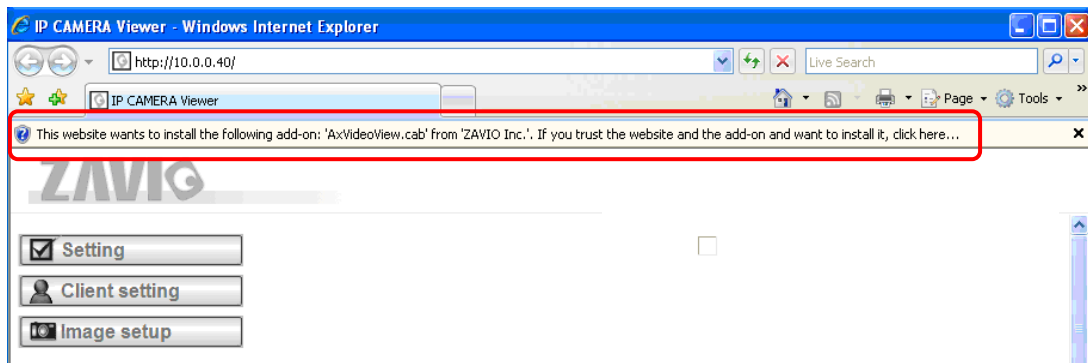 IP CAMERA Viewer - Windows Internet Explorer
http://10.0.0.40/
Live Search
IP CAMERA Viewer
Page
Tools
»
This website wants to install the following add-on: 'AxVideoView.cab' from 'ZAVIO Inc.'. If you trust the website and the add-on and want to install it, click here...
ZAVIO
Setting
Client setting
Image setup